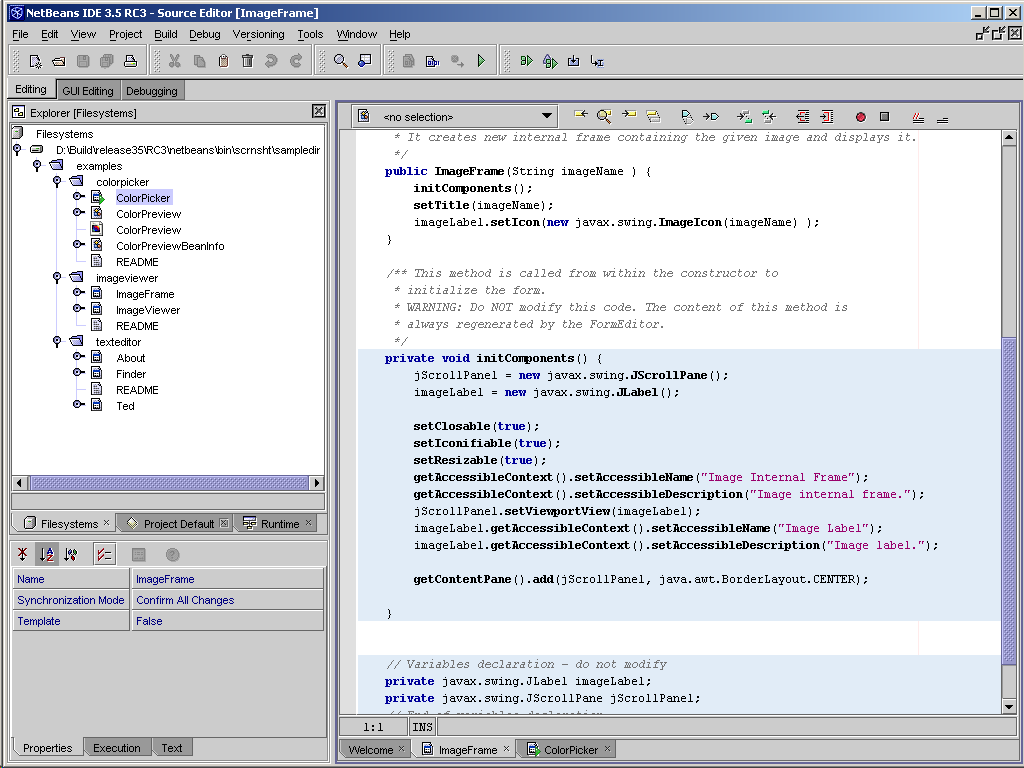 NetBeans IDE 3.5 RC3 - Source Editor [ImageFrame]
File Edit View Project Build Debug Versioning Tools Window Help
Editing GUI Editing Debugging
Explorer [Filesystems]
Filesystems
D:\Build\release35\RC3\netbeans\bin\scrnsht\sampledir
examples
colorpicker
ColorPicker
ColorPreview
ColorPreview
ColorPreviewBeanInfo
README
imageviewer
ImageFrame
ImageViewer
README
texteditor
About
Finder
README
Ted
Filesystems Project Default Runtime
Name ImageFrame
Synchronization Mode Confirm All Changes
Template False
Properties Execution Text
<no selection>
* It creates new internal frame containing the given image and displays it.
*/
public ImageFrame(String imageName ) {
initComponents();
setTitle(imageName);
imageLabel.setIcon(new javax.swing.ImageIcon(imageName) );
}
/** This method is called from within the constructor to
* initialize the form.
* WARNING: Do NOT modify this code. The content of this method is
* always regenerated by the FormEditor.
*/
private void initComponents() {
jScrollPanel = new javax.swing.JScrollPane();
imageLabel = new javax.swing.JLabel();
setClosable(true);
setIconifiable(true);
setResizable(true);
getAccessibleContext().setAccessibleName("Image Internal Frame");
getAccessibleContext().setAccessibleDescription("Image internal frame.");
jScrollPanel.setViewportView(imageLabel);
imageLabel.getAccessibleContext().setAccessibleName("Image Label");
imageLabel.getAccessibleContext().setAccessibleDescription("Image label.");
getContentPane().add(jScrollPanel, java.awt.BorderLayout.CENTER);
}
// Variables declaration - do not modify
private javax.swing.JLabel imageLabel;
private javax.swing.JScrollPane jScrollPanel;
// End of variables declaration
1:1 INS
Welcome ImageFrame ColorPicker